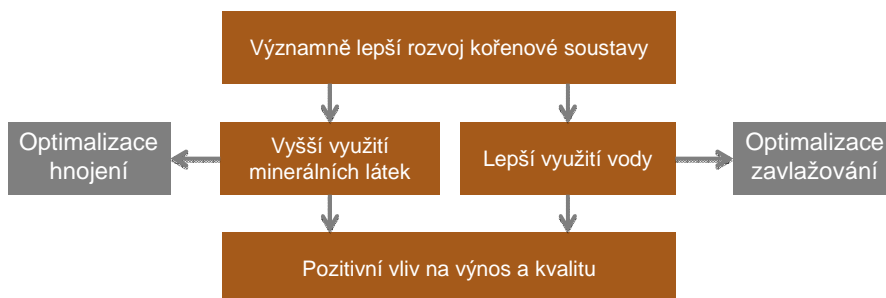 Významně lepší rozvoj kořenové soustavy
Optimalizace
hnojení
Vyšší využití
minerálních látek
Lepší využití vody
Optimalizace
zavlažování
Pozitivní vliv na výnos a kvalitu